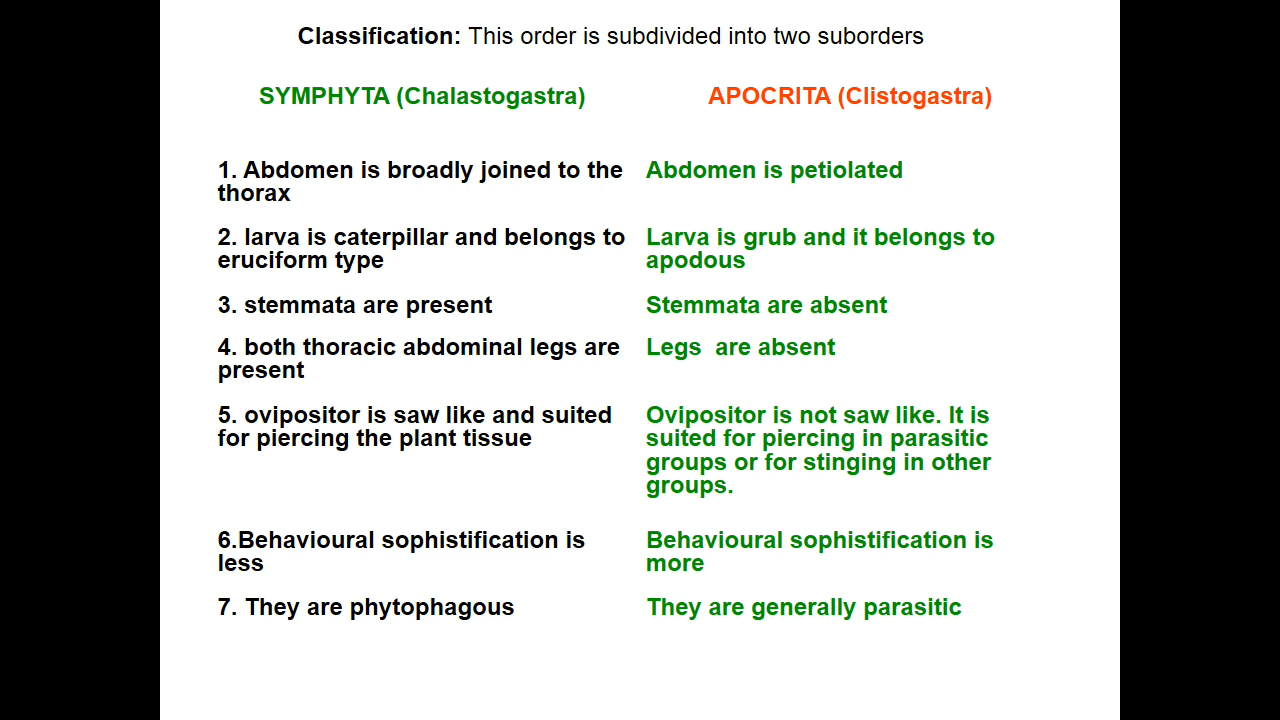 Classification: This order is subdivided into two suborders
SYMPHYTA (Chalastogastra)
APOCRITA (Clistogastra)
1. Abdomen is broadly joined to the
thorax
Abdomen is petiolated
2. larva is caterpillar and belongs to
eruciform type
Larva is grub and it belongs to
apodous
3. stemmata are present
Stemmata are absent
4. both thoracic abdominal legs are
present
Legs  are absent
5. ovipositor is saw like and suited
for piercing the plant tissue
Ovipositor is not saw like. It is
suited for piercing in parasitic
groups or for stinging in other
groups.
6.Behavioural sophistification is
less
Behavioural sophistification is
more
7. They are phytophagous
They are generally parasitic